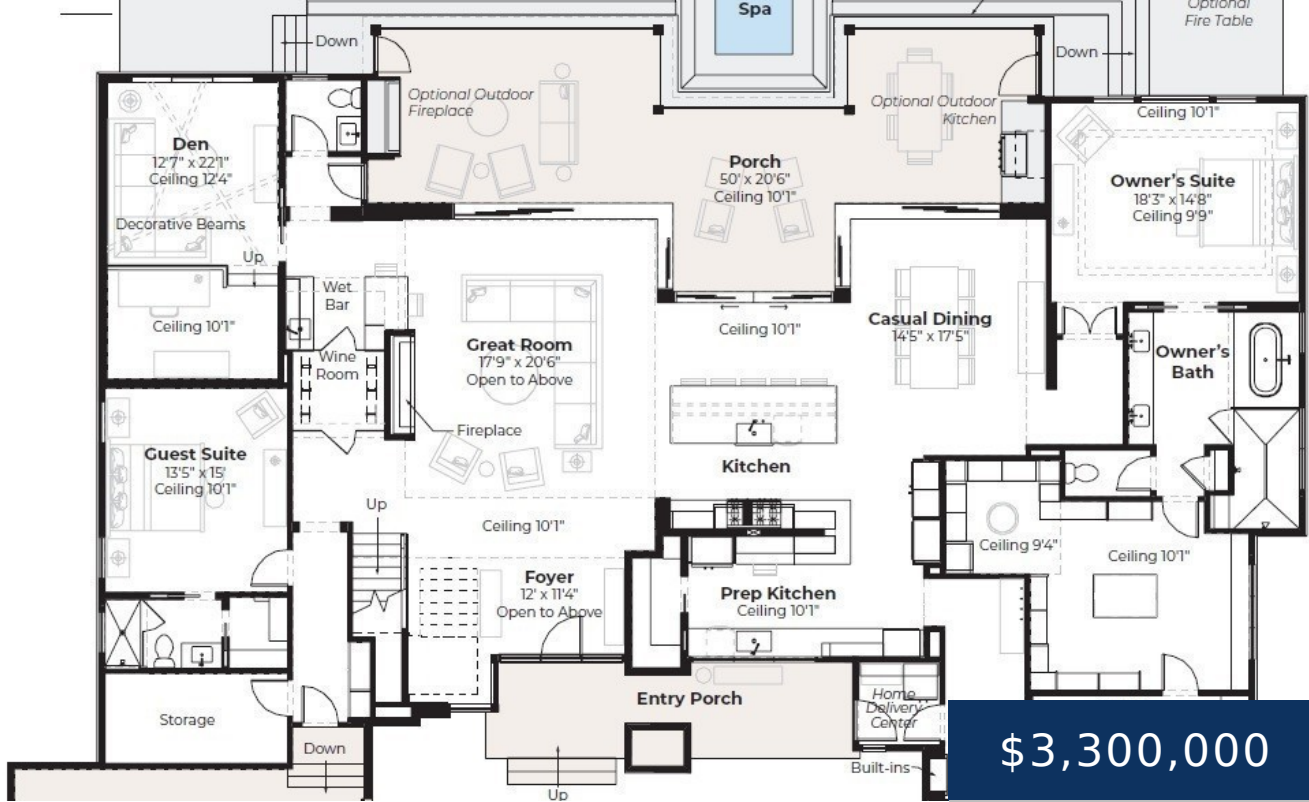 Spa
Optional
Fire Table
Down
Down
Optional Outdoor
Fireplace
Optional Outdoor
Kitchen
Den
12'7" x 22'1"
Ceiling 12'4"
Decorative Beams
Up
Ceiling 10'1"
Porch
50' x 20'6"
Ceiling 10'1"
Ceiling 10'1"
Owner's Suite
18'3" x 14'8"
Ceiling 9'9"
Wet
Bar
Wine
Room
Great Room
17'9" x 20'6"
Open to Above
Fireplace
Ceiling 10'1"
Casual Dining
14'5" x 17'5"
Owner's
Bath
Guest Suite
13'5" x 15'
Ceiling 10'1"
Kitchen
Up
Ceiling 10'1"
Foyer
12' x 11'4"
Open to Above
Prep Kitchen
Ceiling 10'1"
Ceiling 9'4"
Ceiling 10'1"
Entry Porch
Home
Delivery
Center
Storage
Down
Built-ins
Up
$3,300,000